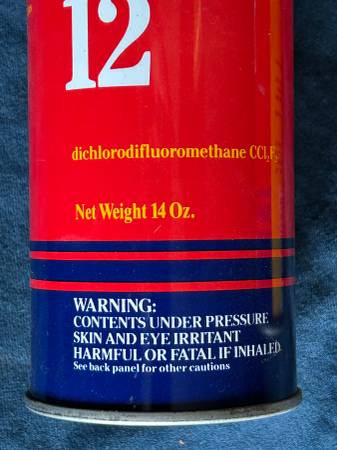 12
dichlorodifluoromethane CCl₂F₂
Net Weight 14 Oz.
WARNING:
CONTENTS UNDER PRESSURE
SKIN AND EYE IRRITANT
HARMFUL OR FATAL IF INHALED
See back panel for other cautions